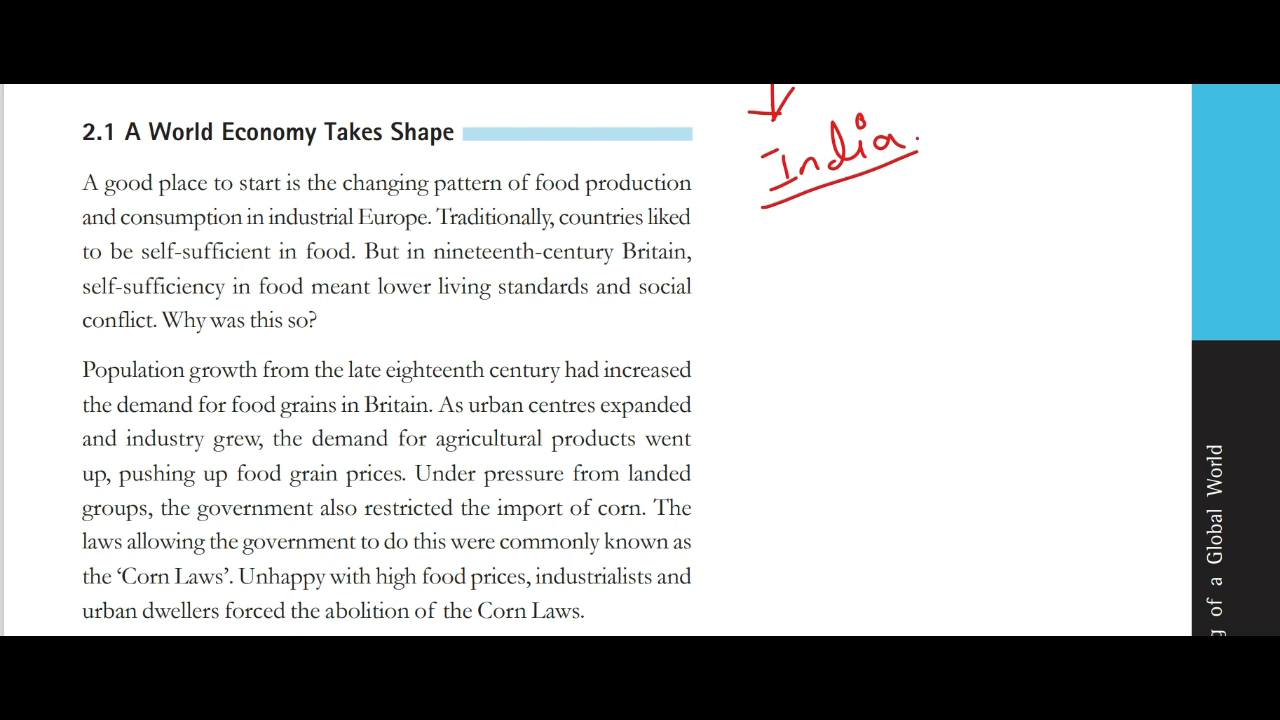 2.1 A World Economy Takes Shape
India.
A good place to start is the changing pattern of food production
and consumption in industrial Europe. Traditionally, countries liked
to be self-sufficient in food. But in nineteenth-century Britain,
self-sufficiency in food meant lower living standards and social
conflict. Why was this so?
Population growth from the late eighteenth century had increased
the demand for food grains in Britain. As urban centres expanded
and industry grew, the demand for agricultural products went
up, pushing up food grain prices. Under pressure from landed
groups, the government also restricted the import of corn. The
laws allowing the government to do this were commonly known as
the ‘Corn Laws’. Unhappy with high food prices, industrialists and
urban dwellers forced the abolition of the Corn Laws.
of a Global World